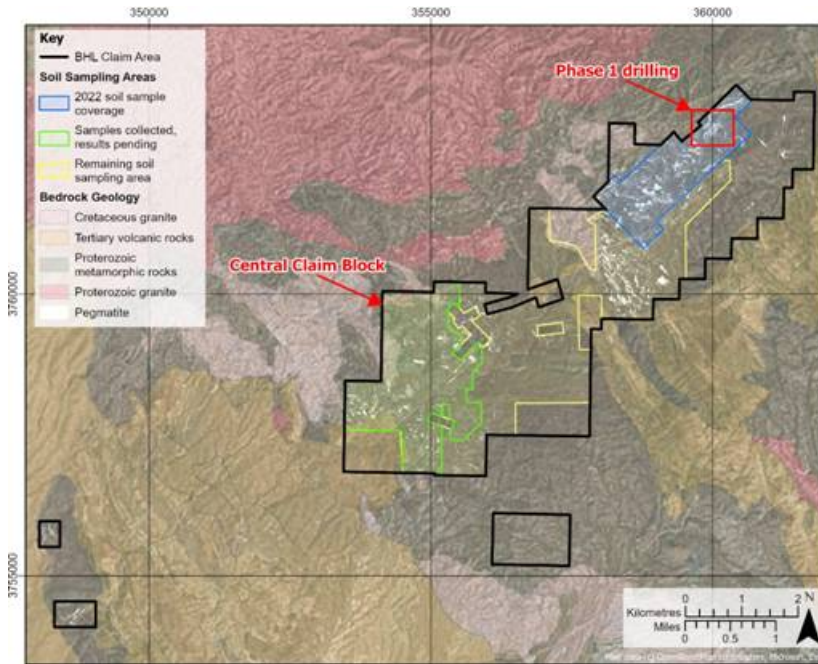 350000
355000
360000
Key
BHL Claim Area
Soil Sampling Areas
2022 soil sample
coverage
Samples collected,
results pending
Remaining soil
sampling area
Bedrock Geology
Cretaceous granite
Tertiary volcanic rocks
Proterozoic
metamorphic rocks
Proterozoic granite
Pegmatite
Phase 1 drilling
Central Claim Block
3760000
3755000
0 1 2
Kilometres
Miles
0 0.5 1
N